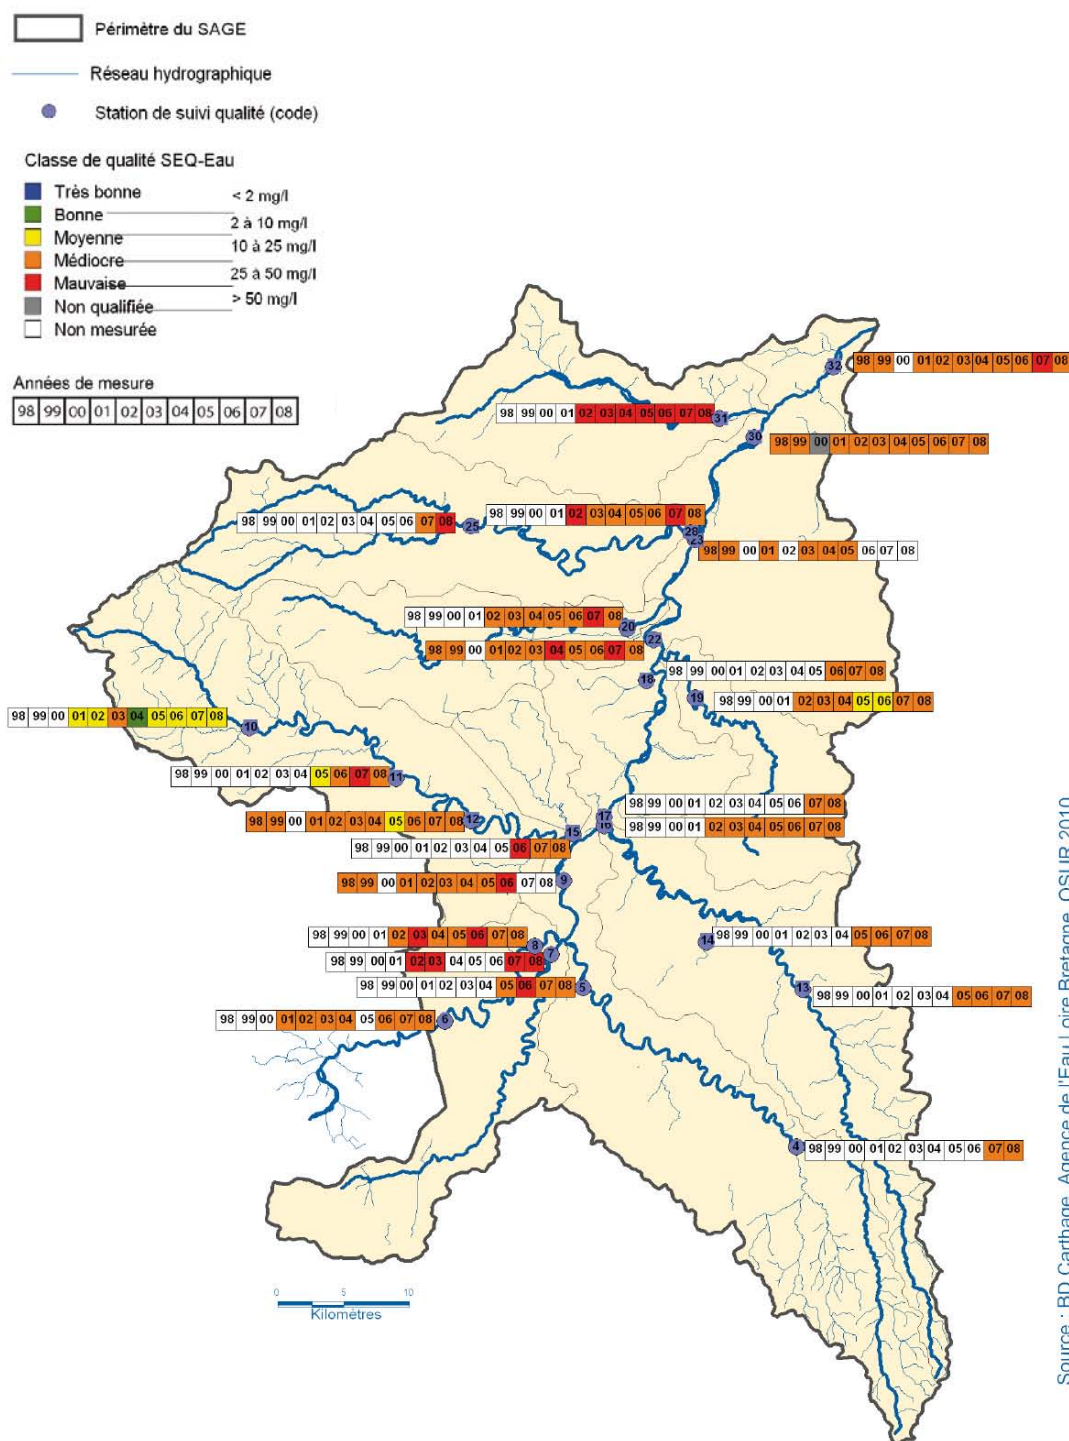 Périmètre du SAGE
Réseau hydrographique
Station de suivi qualité (code)
Classe de qualité SEQ-Eau
Très bonne
< 2 mg/l
Bonne
2 à 10 mg/l
Moyenne
10 à 25 mg/l
Médiocre
25 à 50 mg/l
Mauvaise
> 50 mg/l
Non qualifiée
Non mesurée
Années de mesure
98 99 00 01 02 03 04 05 06 07 08
32 98 99 00 01 02 03 04 05 06 07 08
98 99 00 01 02 03 04 05 06 07 08 31
30 98 99 00 01 02 03 04 05 06 07 08
98 99 00 01 02 03 04 05 06 07 08 25
98 99 00 01 02 03 04 05 06 07 08 28
23 98 99 00 01 02 03 04 05 06 07 08
98 99 00 01 02 03 04 05 06 07 08 20
98 99 00 01 02 03 04 05 06 07 08 22
18 98 99 00 01 02 03 04 05 06 07 08
19 98 99 00 01 02 03 04 05 06 07 08
98 99 00 01 02 03 04 05 06 07 08 10
98 99 00 01 02 03 04 05 06 07 08 11
98 99 00 01 02 03 04 05 06 07 08 12
17 98 99 00 01 02 03 04 05 06 07 08
16 98 99 00 01 02 03 04 05 06 07 08
98 99 00 01 02 03 04 05 06 07 08 15
98 99 00 01 02 03 04 05 06 07 08 9
98 99 00 01 02 03 04 05 06 07 08 8
98 99 00 01 02 03 04 05 06 07 08 7
14 98 99 00 01 02 03 04 05 06 07 08
98 99 00 01 02 03 04 05 06 07 08 5
13 98 99 00 01 02 03 04 05 06 07 08
98 99 00 01 02 03 04 05 06 07 08 6
4 98 99 00 01 02 03 04 05 06 07 08
0 5 10
Kilomètres
Source : BD Carthage, Agence de l'Eau Loire Bretagne, OSUR 2010